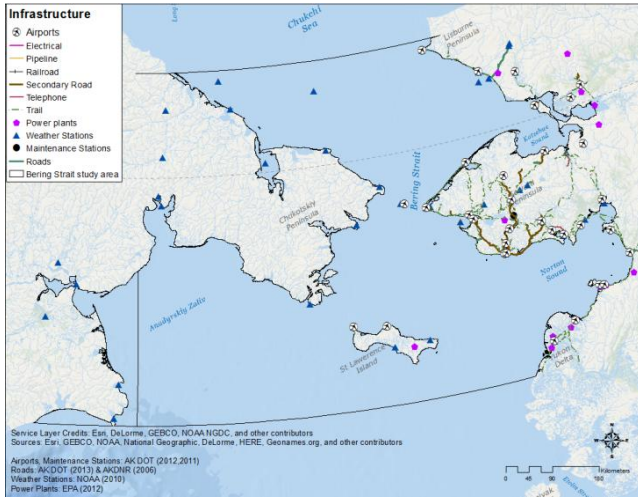 Infrastructure
Airports
Electrical
Pipeline
Railroad
Secondary Road
Telephone
Trail
Power plants
Weather Stations
Maintenance Stations
Roads
Bering Strait study area
Chukchi
Sea
Lisburne
Peninsula
Kotzebue
Sound
Bering Strait
Peninsula
Chukotskiy
Peninsula
Norton
Sound
Anadyrskiy Zaliv
St Lawrence
Island
Yukon
Delta
Service Layer Credits: Esri, DeLorme, GEBCO, NOAA NGDC, and other contributors
Sources: Esri, GEBCO, NOAA, National Geographic, DeLorme, HERE, Geonames.org, and other contributors
Airports, Maintenance Stations: AK DOT (2012,2011)
Roads: AK DOT (2013) & AKDNR (2006)
Weather Stations: NOAA (2010)
Power Plants: EPA (2012)
0 45 90 180
Kilometers